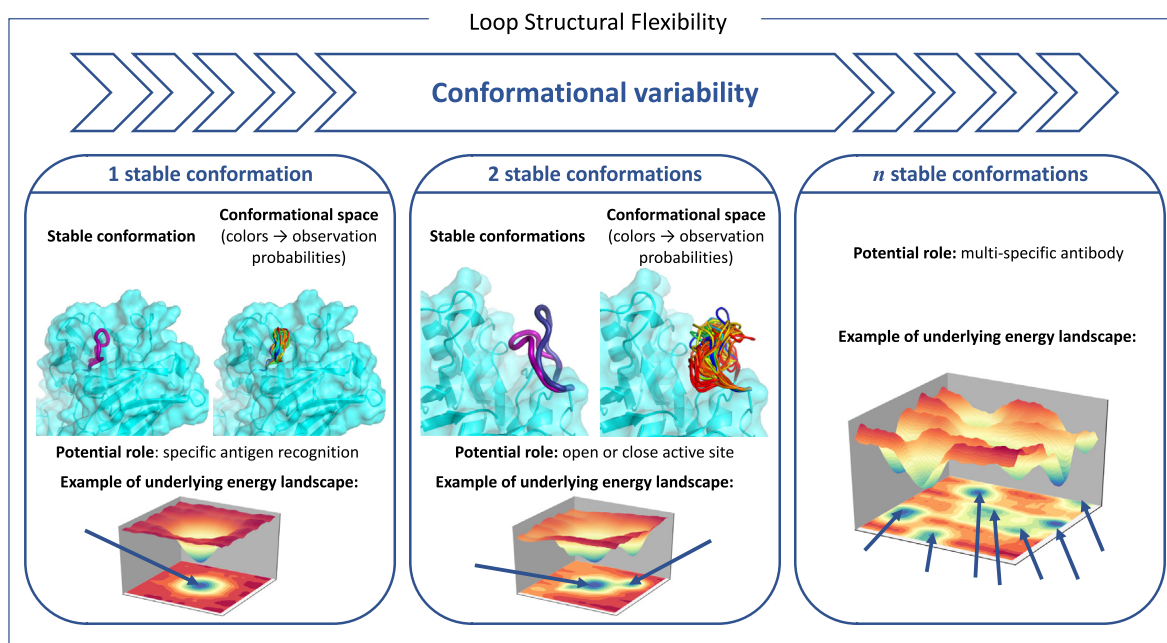 Loop Structural Flexibility
Conformational variability
1 stable conformation
Stable conformation
Conformational space
(colors → observation
probabilities)
Potential role: specific antigen recognition
Example of underlying energy landscape:
2 stable conformations
Stable conformations
Conformational space
(colors → observation
probabilities)
Potential role: open or close active site
Example of underlying energy landscape:
n stable conformations
Potential role: multi-specific antibody
Example of underlying energy landscape: